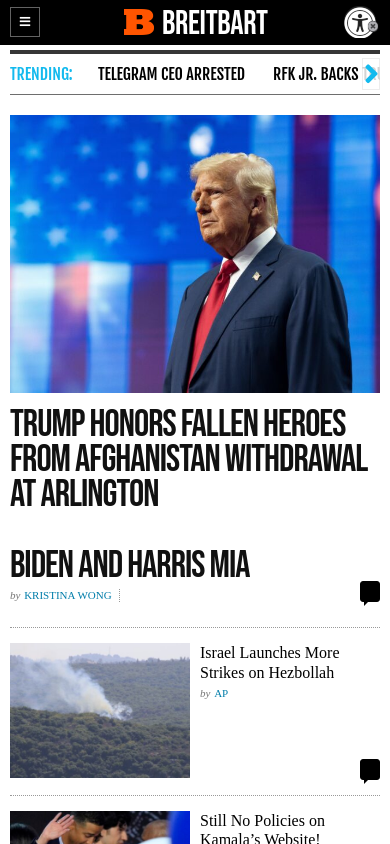 BREITBART
TRENDING:
TELEGRAM CEO ARRESTED
RFK JR. BACKS
TRUMP HONORS FALLEN HEROES
FROM AFGHANISTAN WITHDRAWAL
AT ARLINGTON
BIDEN AND HARRIS MIA
by KRISTINA WONG
Israel Launches More
Strikes on Hezbollah
by AP
Still No Policies on
Kamala’s Website!